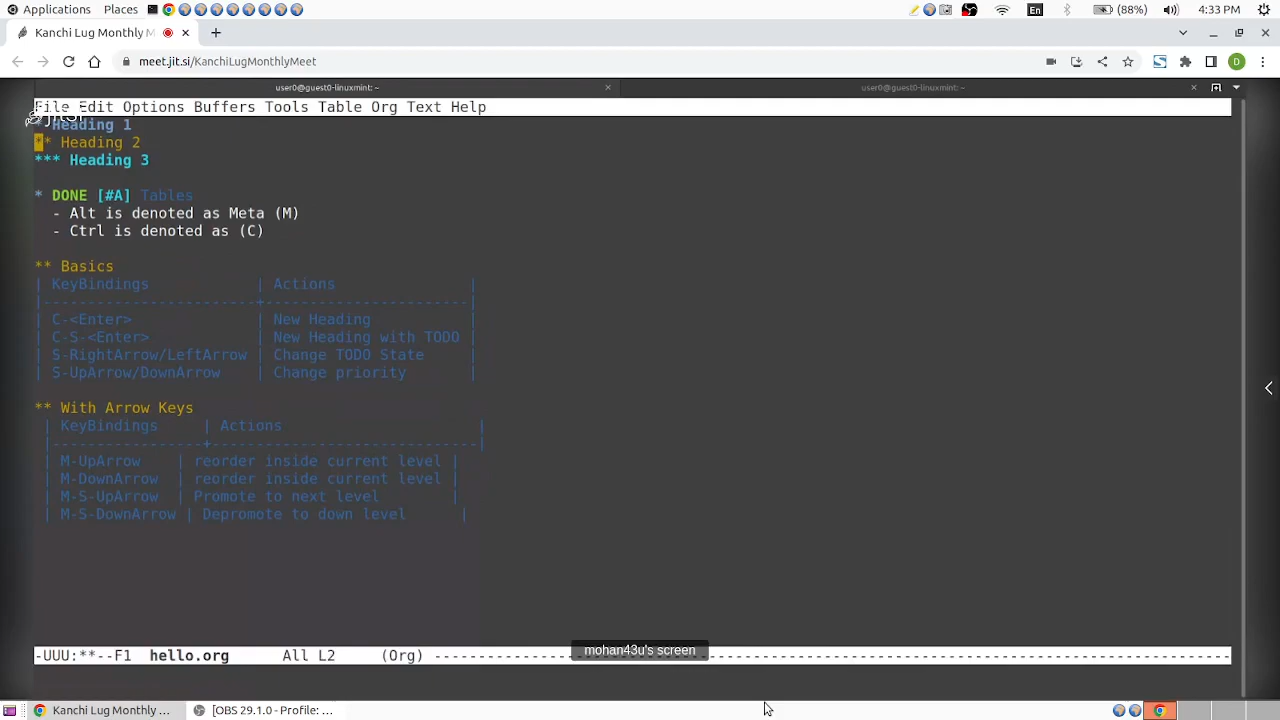 Applications Places En (88%) 4:33 PM
Kanchi Lug Monthly M
meet.jit.si/KanchiLugMonthlyMeet S D
user0@guest0-linuxmint: ~ user0@guest0-linuxmint: ~
File Edit Options Buffers Tools Table Org Text Help
Heading 1
** Heading 2
*** Heading 3
* DONE [#A] Tables
- Alt is denoted as Meta (M)
- Ctrl is denoted as (C)
** Basics
| KeyBindings | Actions |
|-------------------------+-----------------------|
| C-<Enter> | New Heading |
| C-S-<Enter> | New Heading with TODO |
| S-RightArrow/LeftArrow | Change TODO State |
| S-UpArrow/DownArrow | Change priority |
** With Arrow Keys
| KeyBindings | Actions |
|-----------------+------------------------------|
| M-UpArrow | reorder inside current level |
| M-DownArrow | reorder inside current level |
| M-S-UpArrow | Promote to next level |
| M-S-DownArrow | Depromote to down level |
mohan43u's screen
-UUU:**--F1 hello.org All L2 (Org) ----------
Kanchi Lug Monthly ... [OBS 29.1.0 - Profile: ...